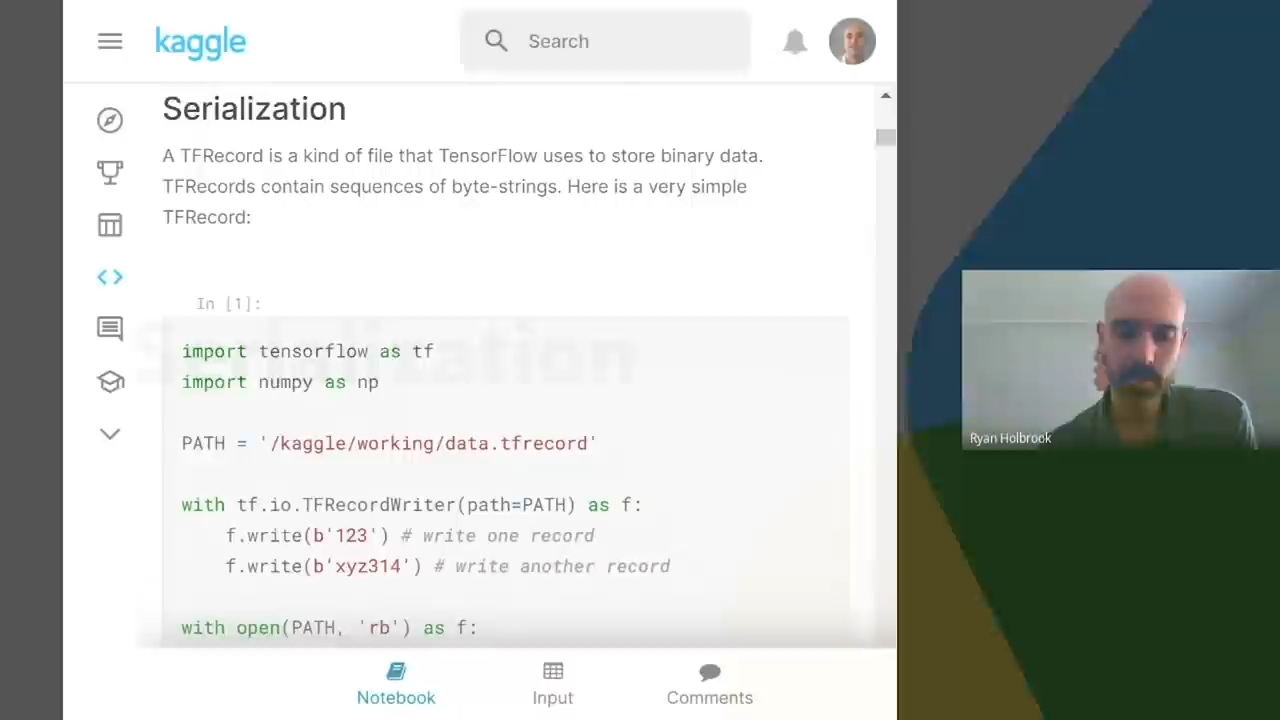 kaggle
Search
Serialization
A TFRecord is a kind of file that TensorFlow uses to store binary data.
TFRecords contain sequences of byte-strings. Here is a very simple
TFRecord:
In [1]:
Serialization
import tensorflow as tf
import numpy as np
PATH = '/kaggle/working/data.tfrecord'
with tf.io.TFRecordWriter(path=PATH) as f:
    f.write(b'123') # write one record
    f.write(b'xyz314') # write another record
with open(PATH, 'rb') as f:
Ryan Holbrook
Notebook
Input
Comments